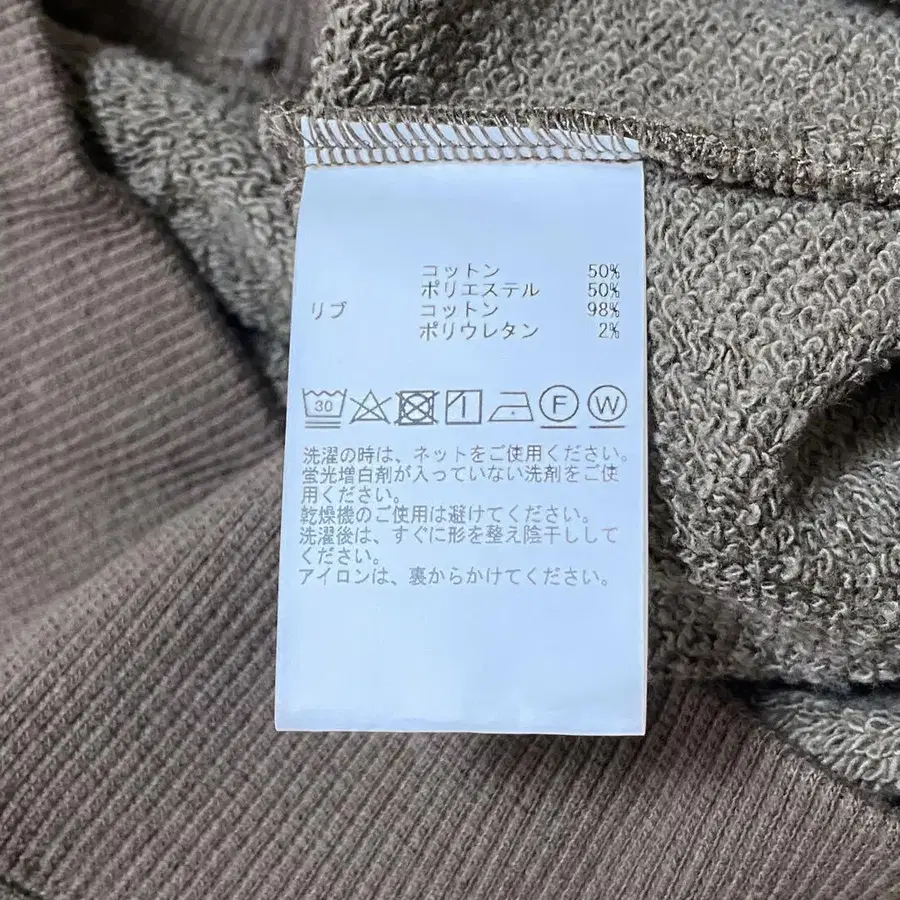 コットン 50%
ポリエステル 50%
リブ コットン 98%
ポリウレタン 2%
30 F W
洗濯の時は、ネットをご使用ください。
蛍光増白剤が入っていない洗剤をご使
用ください。
乾燥機のご使用は避けてください。
洗濯後は、すぐに形を整え陰干しして
ください。
アイロンは、裏からかけてください。